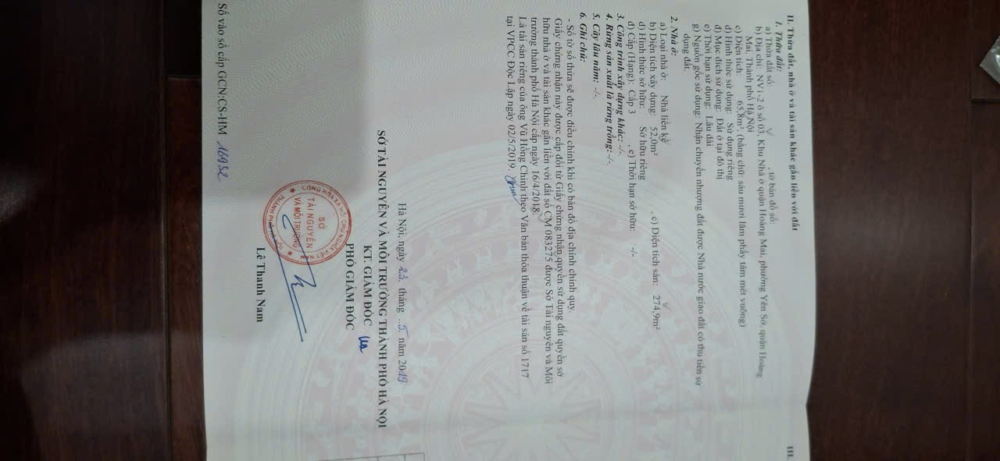 II. Thửa đất, nhà ở và tài sản khác gắn liền với đất
1. Thửa đất:
a) Thửa đất số: , tờ bản đồ số:
b) Địa chỉ: NV1-2 ô số 03, Khu Nhà ở quận Hoàng Mai, phường Yên Sở, quận Hoàng
Mai, Thành phố Hà Nội
c) Diện tích: 65,8m², (bằng chữ: sáu mươi lăm phẩy tám mét vuông)
d) Hình thức sử dụng: Sử dụng riêng
đ) Mục đích sử dụng: Đất ở tại đô thị
e) Thời hạn sử dụng: Lâu dài
g) Nguồn gốc sử dụng: Nhận chuyển nhượng đất được Nhà nước giao đất có thu tiền sử
dụng đất.
2. Nhà ở:
a) Loại nhà ở: Nhà liền kề
b) Diện tích xây dựng: 52,0m² , c) Diện tích sàn: 274,9m²
d) Hình thức sở hữu: Sở hữu riêng
đ) Cấp (Hạng): Cấp 3 , e) Thời hạn sở hữu: -/-
3. Công trình xây dựng khác: -/-.
4. Rừng sản xuất là rừng trồng: -/-.
5. Cây lâu năm: -/-.
6. Ghi chú:
- Số tờ số thửa sẽ được điều chỉnh khi có bản đồ địa chính chính quy.
Giấy chứng nhận này được cấp đổi từ Giấy chứng nhận quyền sử dụng đất quyền sở
hữu nhà ở và tài sản khác gắn liền với đất số CM 083275 được Sở Tài nguyên và Môi
trường thành phố Hà Nội cấp ngày 16/4/2018.
Là tài sản riêng của ông Vũ Hồng Chinh theo Văn bản thỏa thuận về tài sản số 1717
tại VPCC Độc Lập ngày 02/5/2019.
Hà Nội, ngày 23. tháng ..5. năm 2019
SỞ TÀI NGUYÊN VÀ MÔI TRƯỜNG THÀNH PHỐ HÀ NỘI
KT. GIÁM ĐỐC
PHÓ GIÁM ĐỐC
CỘNG HÒA XÃ HỘI CHỦ NGHĨA VIỆT NAM
SỞ
TÀI NGUYÊN
VÀ MÔI TRƯỜNG
THÀNH PHỐ HÀ NỘI
Lê Thanh Nam
Số vào sổ cấp GCN:CS-HM 16932
III.